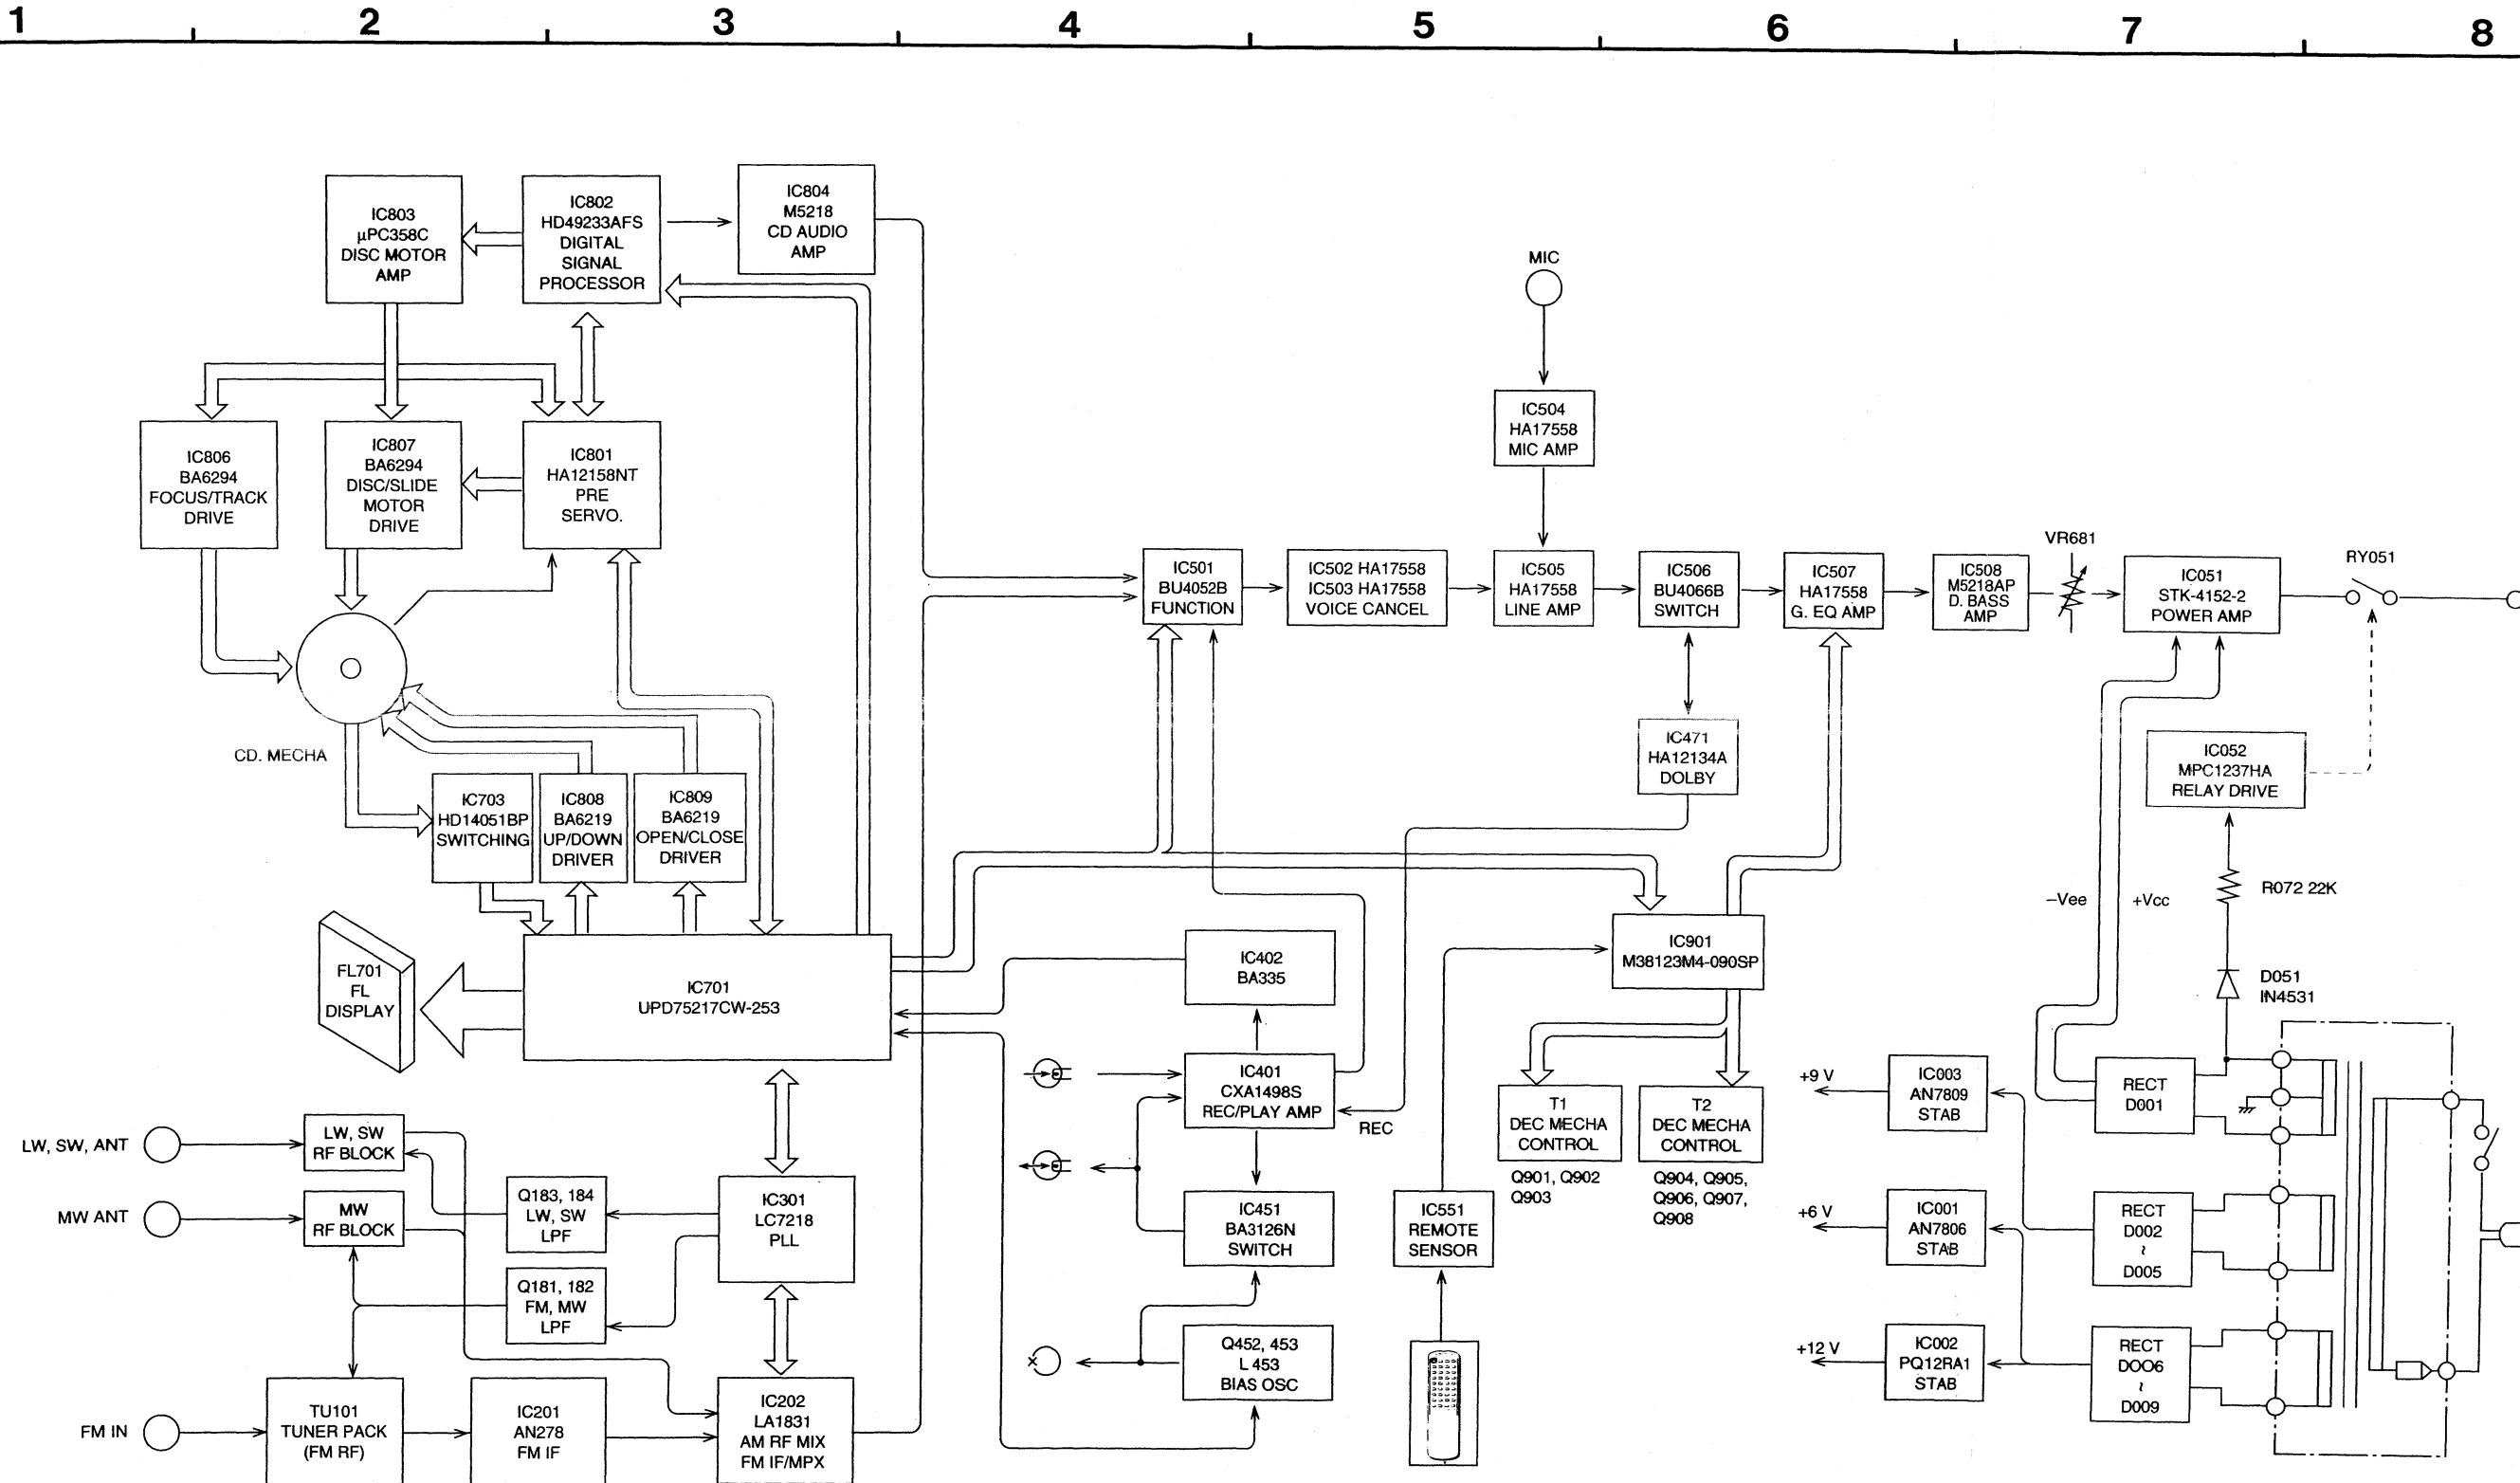 1 2 3 4 5 6 7 8
IC803
µPC358C
DISC MOTOR
AMP
IC802
HD49233AFS
DIGITAL
SIGNAL
PROCESSOR
IC804
M5218
CD AUDIO
AMP
MIC
IC504
HA17558
MIC AMP
IC806
BA6294
FOCUS/TRACK
DRIVE
IC807
BA6294
DISC/SLIDE
MOTOR
DRIVE
IC801
HA12158NT
PRE
SERVO.
IC501
BU4052B
FUNCTION
IC502 HA17558
IC503 HA17558
VOICE CANCEL
IC505
HA17558
LINE AMP
IC506
BU4066B
SWITCH
IC507
HA17558
G. EQ AMP
IC508
M5218AP
D. BASS
AMP
VR681
IC051
STK-4152-2
POWER AMP
RY051
CD. MECHA
IC471
HA12134A
DOLBY
IC052
MPC1237HA
RELAY DRIVE
IC703
HD14051BP
SWITCHING
IC808
BA6219
UP/DOWN
DRIVER
IC809
BA6219
OPEN/CLOSE
DRIVER
–Vee
+Vcc
R072 22K
FL701
FL
DISPLAY
IC701
UPD75217CW-253
IC402
BA335
IC901
M38123M4-090SP
D051
IN4531
IC401
CXA1498S
REC/PLAY AMP
REC
T1
DEC MECHA
CONTROL
Q901, Q902
Q903
T2
DEC MECHA
CONTROL
Q904, Q905,
Q906, Q907,
Q908
+9 V
IC003
AN7809
STAB
RECT
D001
LW, SW, ANT
LW, SW
RF BLOCK
MW ANT
MW
RF BLOCK
Q183, 184
LW, SW
LPF
IC301
LC7218
PLL
IC451
BA3126N
SWITCH
IC551
REMOTE
SENSOR
+6 V
IC001
AN7806
STAB
RECT
D002
~
D005
Q181, 182
FM, MW
LPF
Q452, 453
L 453
BIAS OSC
+12 V
IC002
PQ12RA1
STAB
RECT
DOO6
~
D009
FM IN
TU101
TUNER PACK
(FM RF)
IC201
AN278
FM IF
IC202
LA1831
AM RF MIX
FM IF/MPX